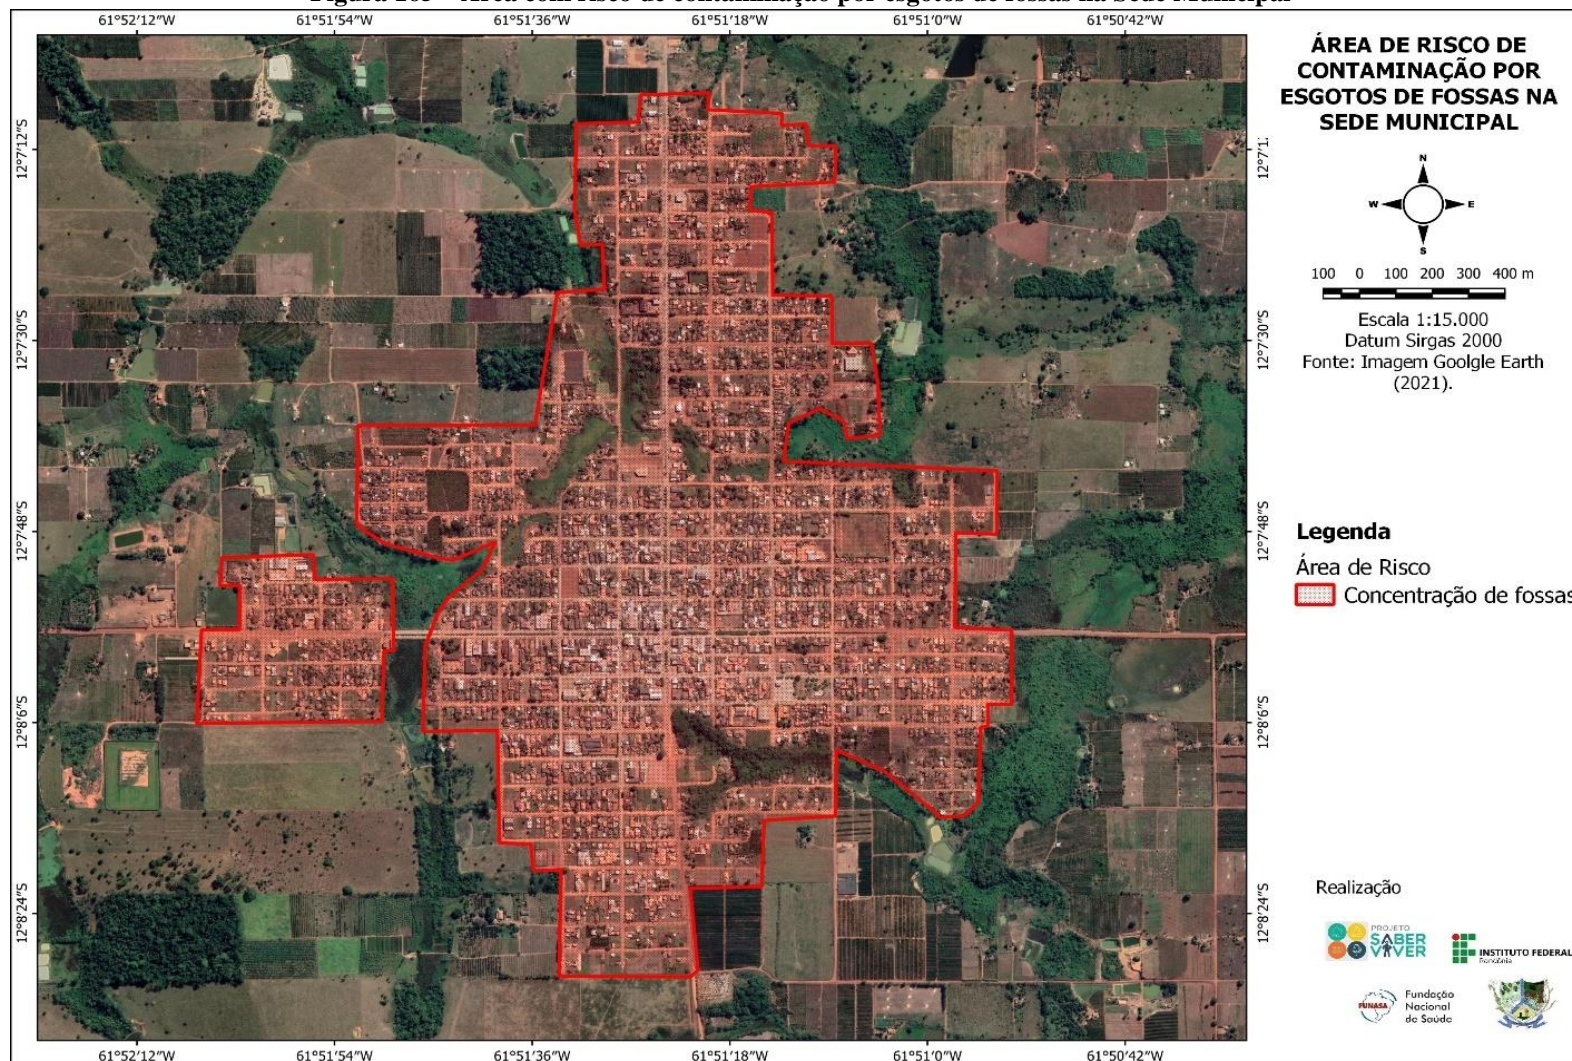 61°52'12"W 61°51'54"W 61°51'36"W 61°51'18"W 61°51'0"W 61°50'42"W
12°7'12"S
12°7'30"S
12°7'48"S
12°8'6"S
12°8'24"S
12°7'1
12°7'30"S
12°7'48"S
12°8'6"S
12°8'24"S
61°52'12"W 61°51'54"W 61°51'36"W 61°51'18"W 61°51'0"W 61°50'42"W
ÁREA DE RISCO DE
CONTAMINAÇÃO POR
ESGOTOS DE FOSSAS NA
SEDE MUNICIPAL
N
W E
S
100 0 100 200 300 400 m
Escala 1:15.000
Datum Sirgas 2000
Fonte: Imagem Goolgle Earth
(2021).
Legenda
Área de Risco
Concentração de fossas
Realização
PROJETO
SABER
VIVER
INSTITUTO FEDERAL
Rondônia
FUNASA
Fundação
Nacional
de Saúde